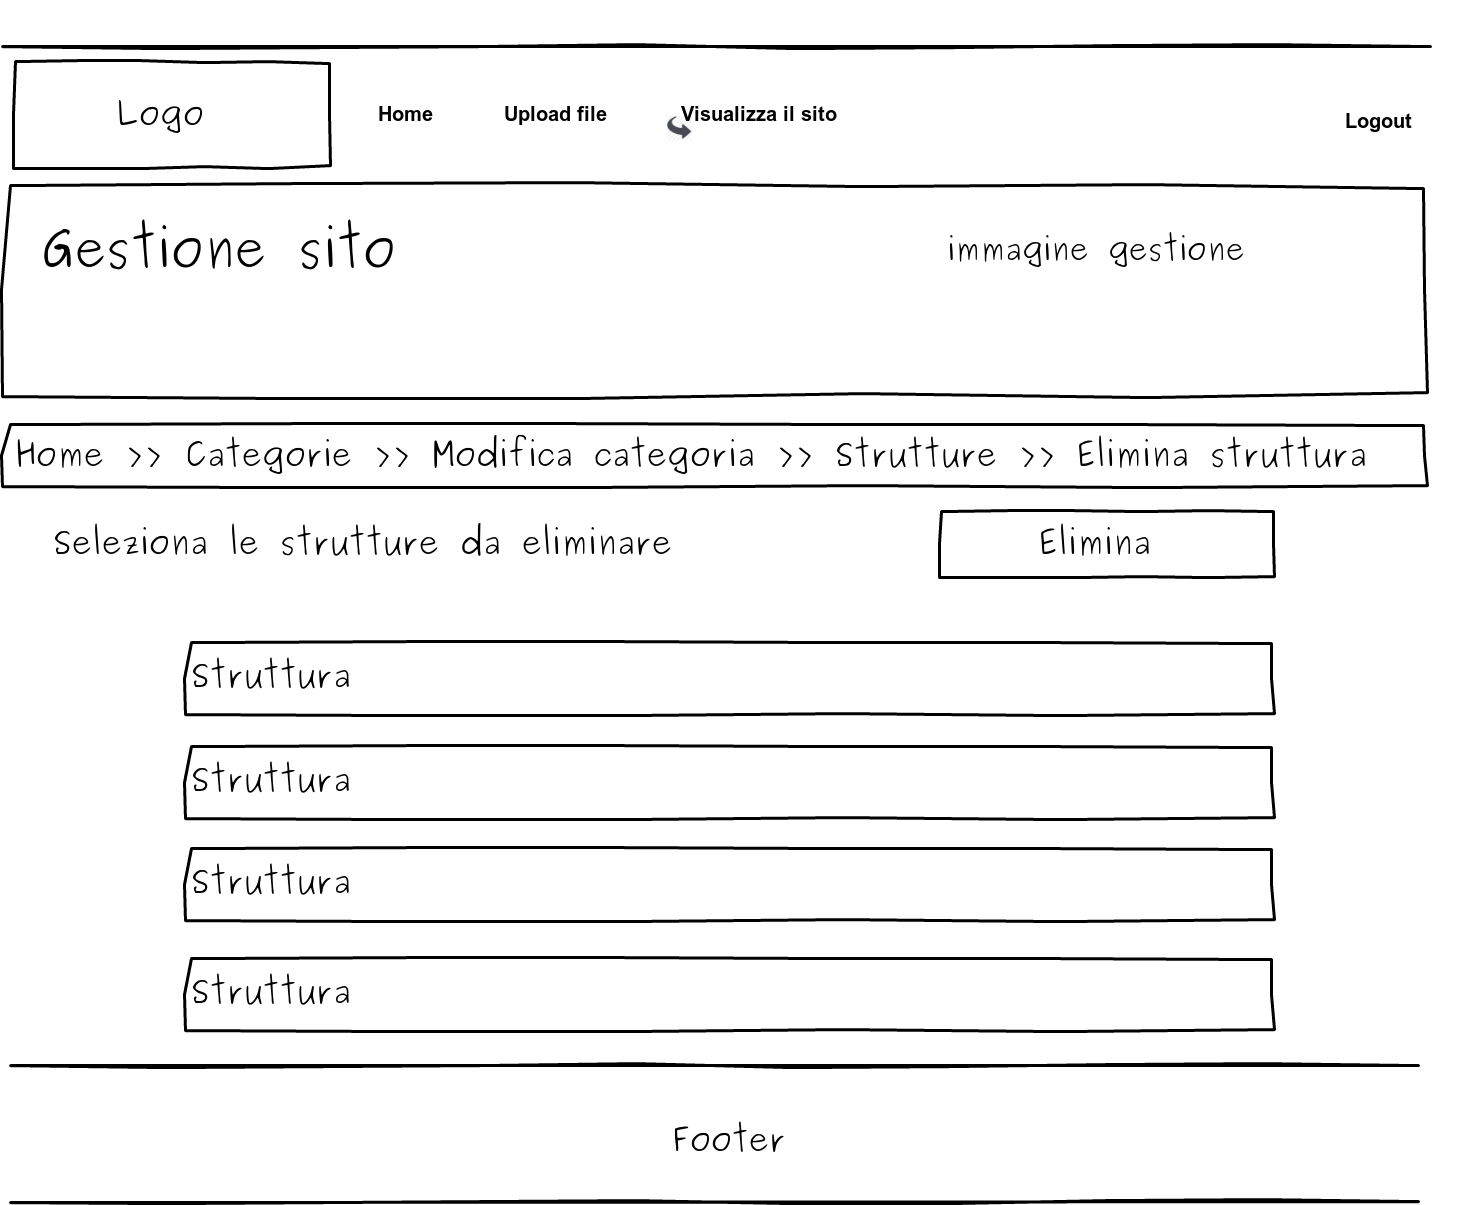 Logo
Home Upload file Visualizza il sito Logout
Gestione sito immagine gestione
Home >> Categorie >> Modifica categoria >> Strutture >> Elimina struttura
Seleziona le strutture da eliminare Elimina
Struttura
Struttura
Struttura
Struttura
Footer